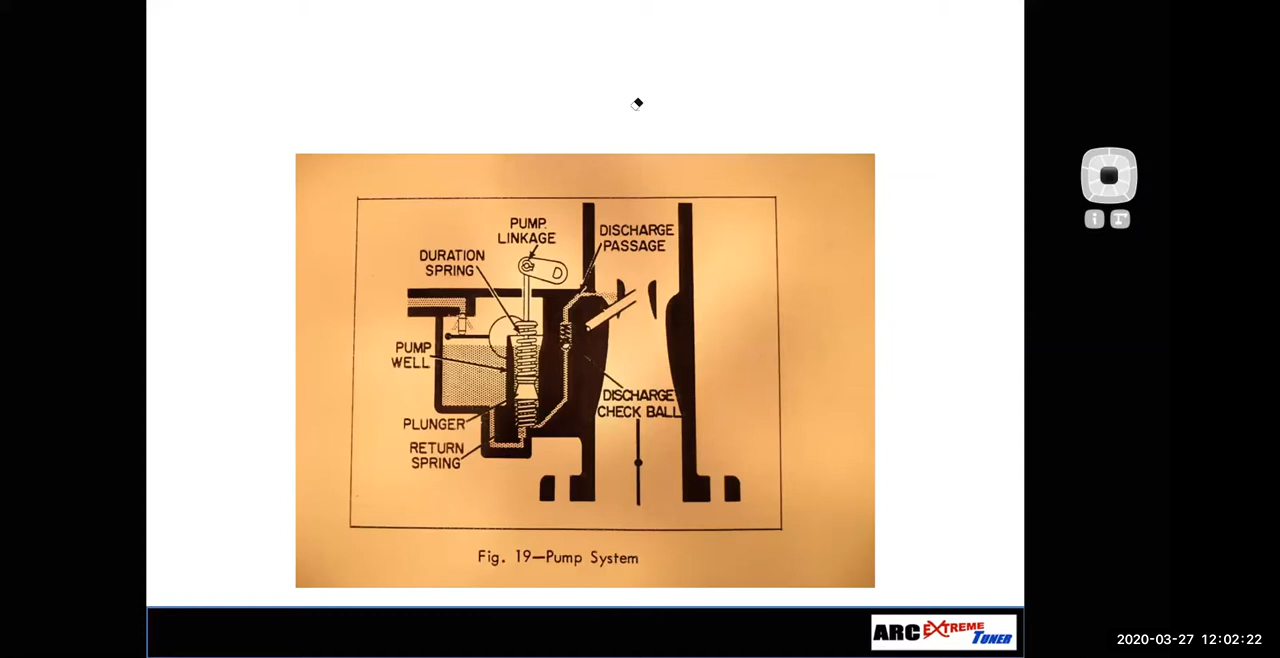 PUMP
LINKAGE
DISCHARGE
PASSAGE
DURATION
SPRING
PUMP
WELL
DISCHARGE
CHECK BALL
PLUNGER
RETURN
SPRING
Fig. 19—Pump System
ARC EXTREME
TUNER
2020-03-27 12:02:22